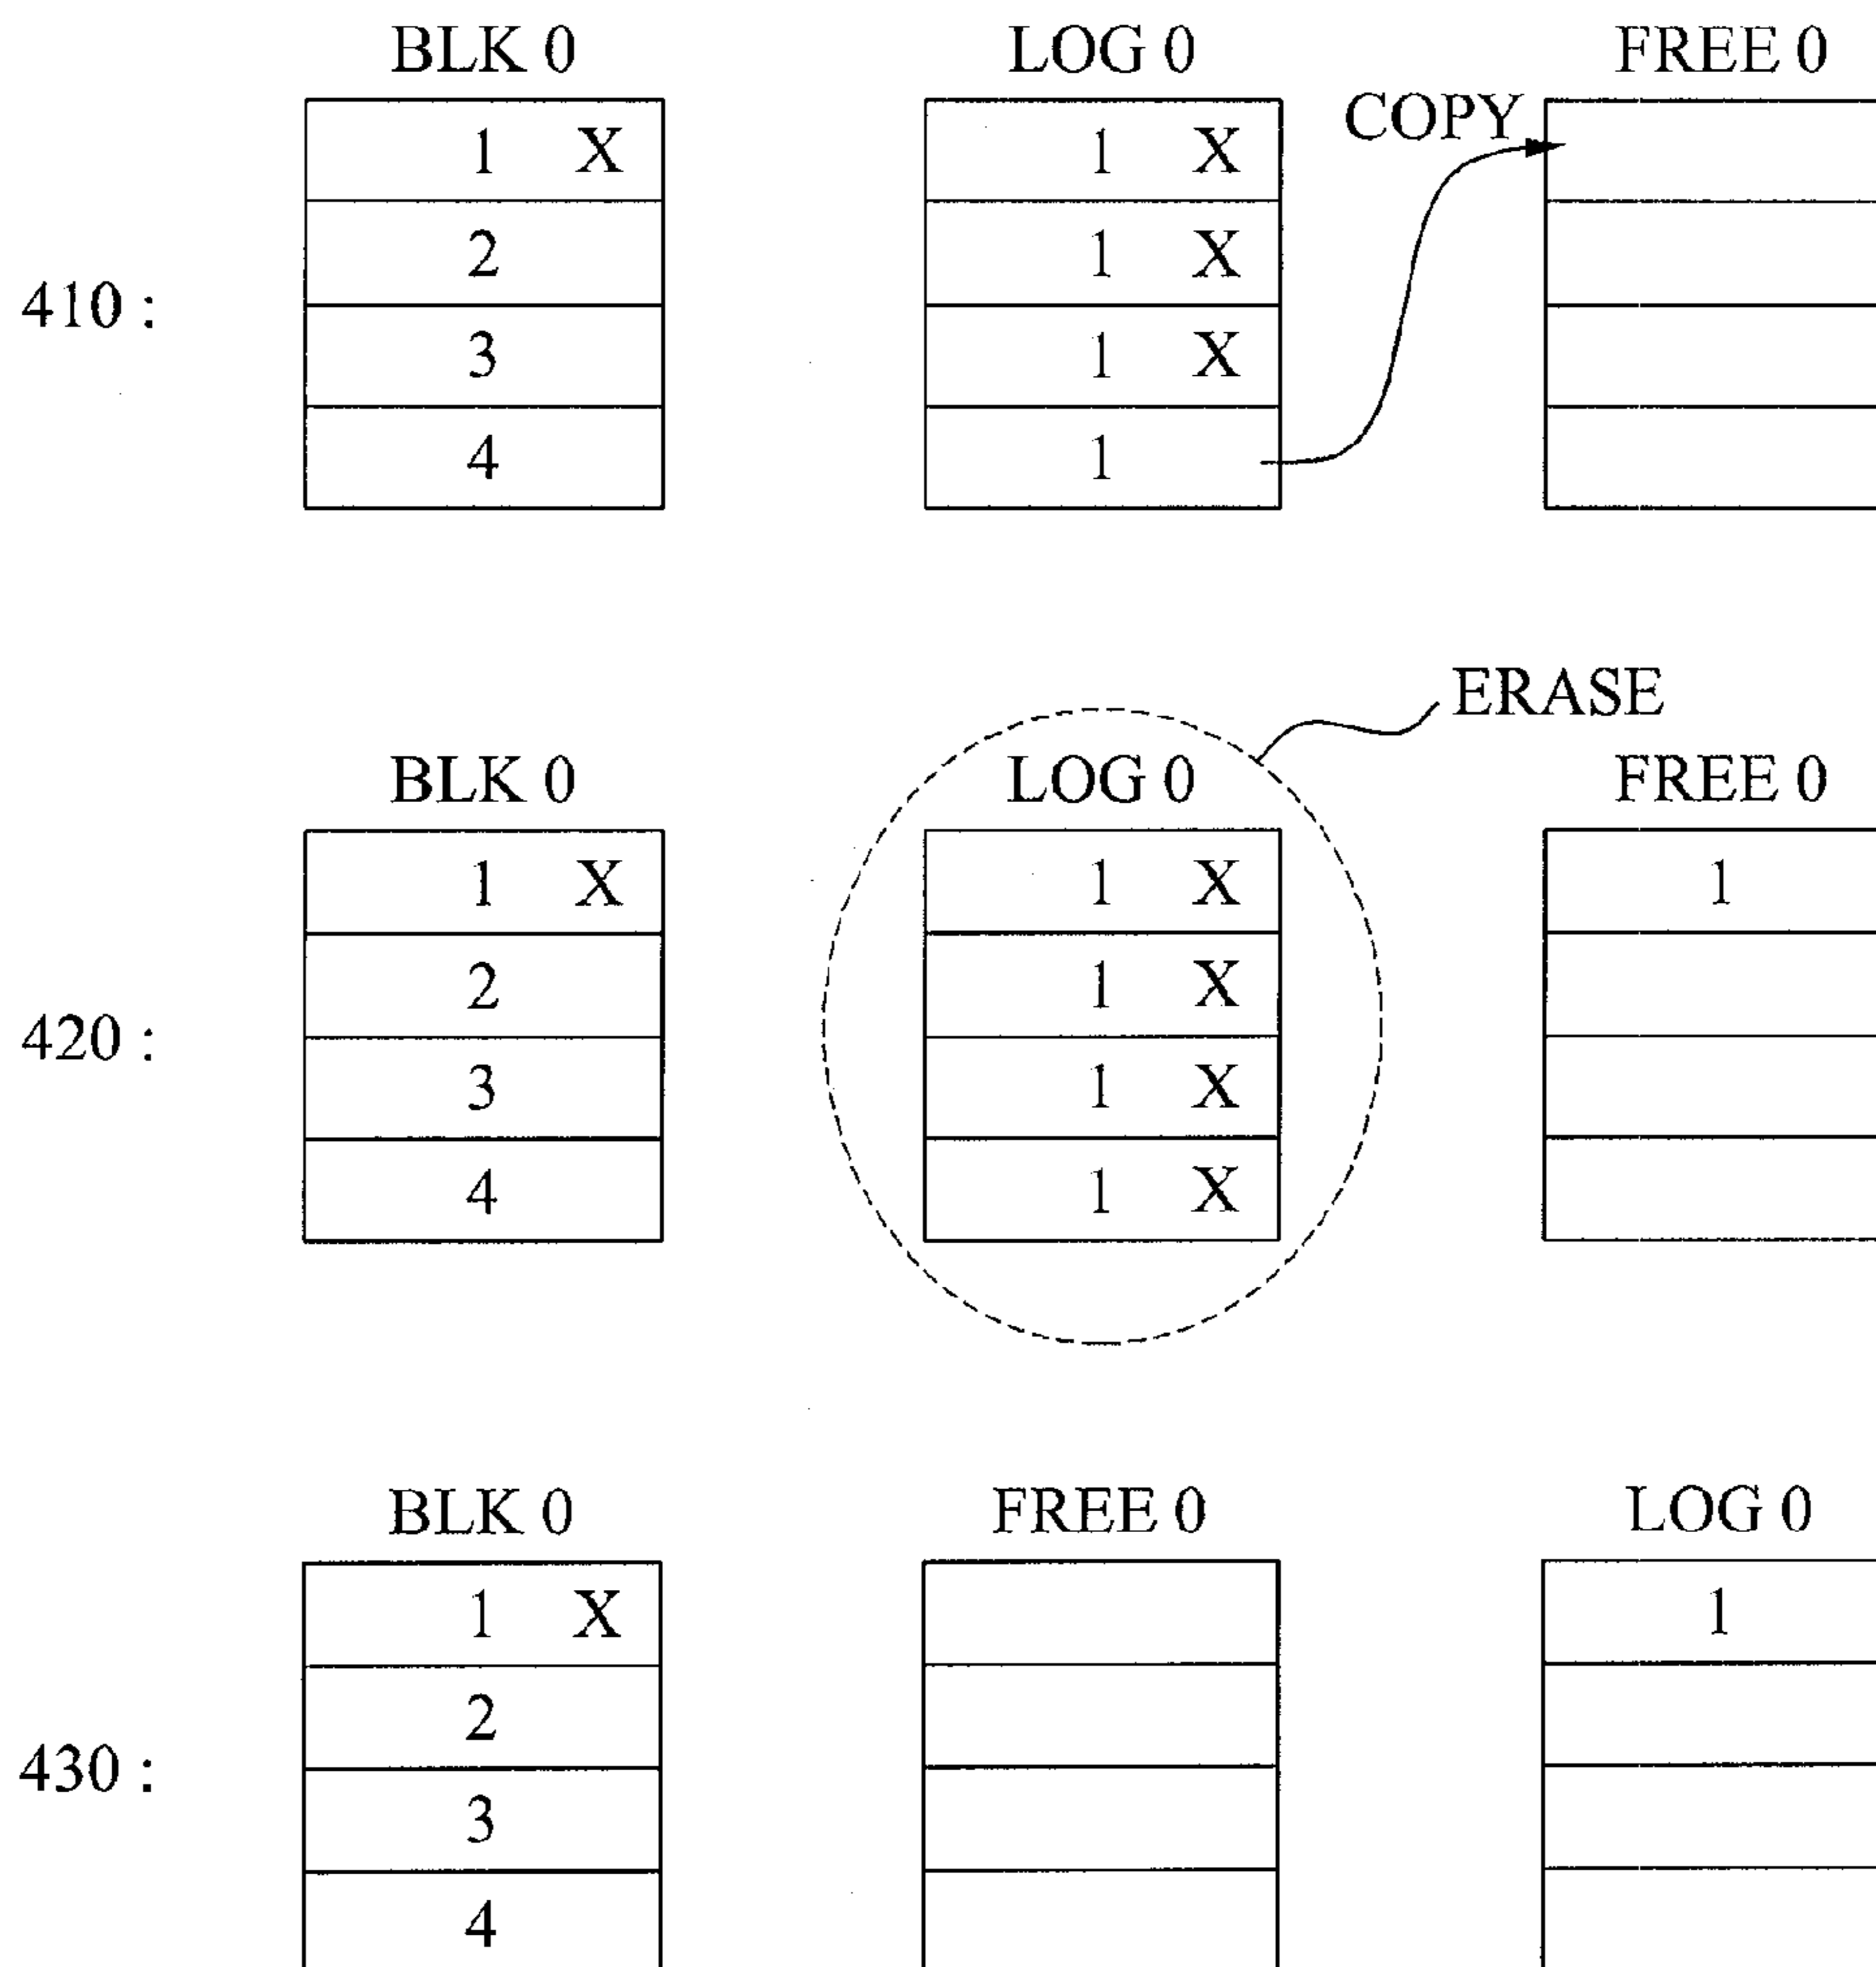 BLK 0 LOG 0 FREE 0
1 X 1 X COPY
2 1 X
410 :
3 1 X
4 1
ERASE
BLK 0 LOG 0 FREE 0
1 X 1 X 1
2 1 X
420 :
3 1 X
4 1 X
BLK 0 FREE 0 LOG 0
1 X 1
2
430 :
3
4